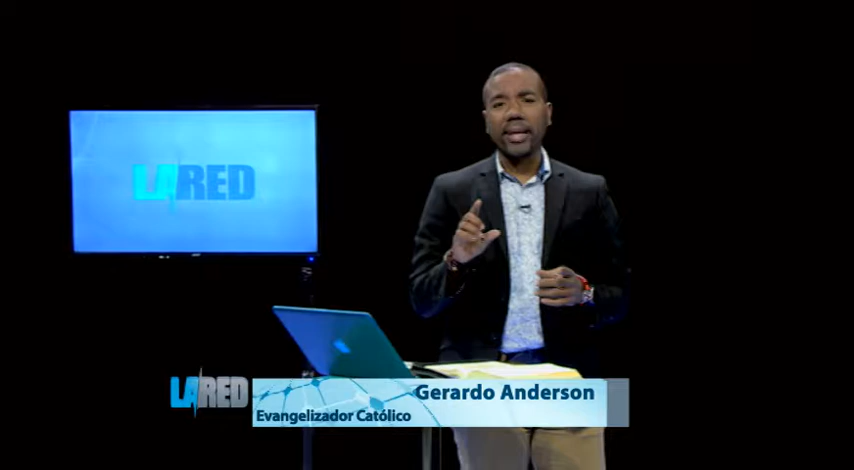 LARED
LARED
Gerardo Anderson
Evangelizador Católico